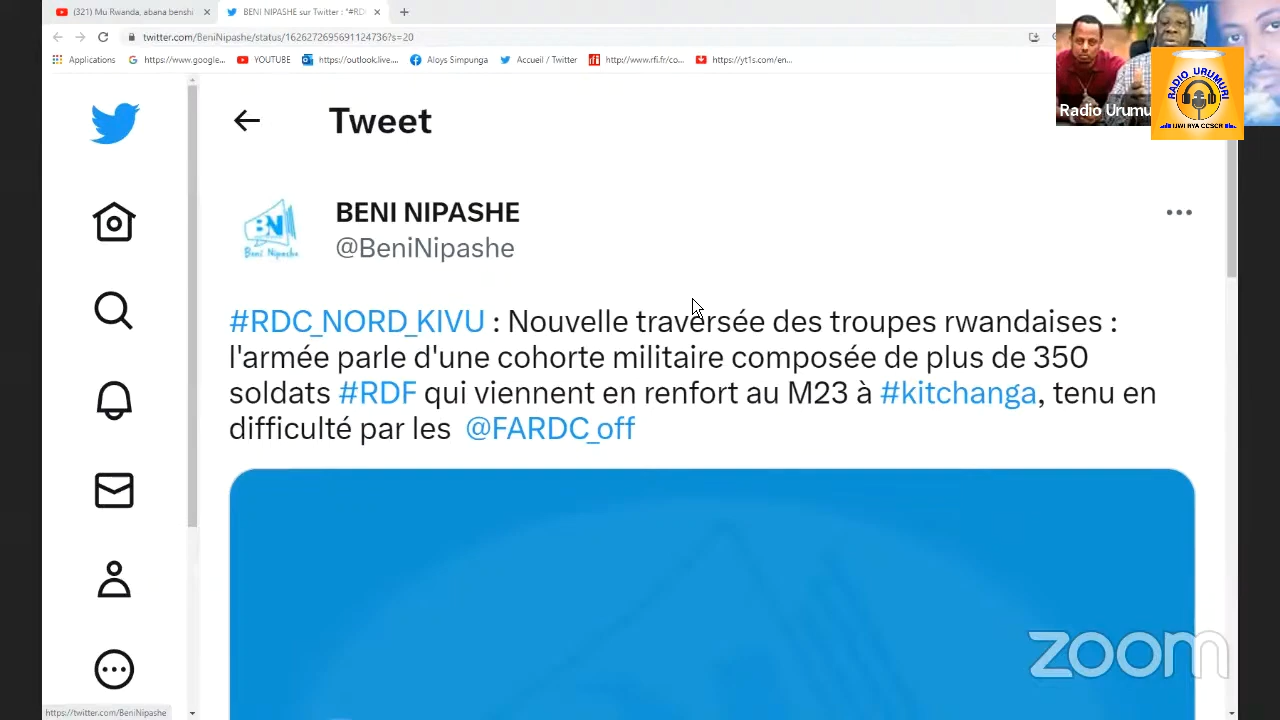 (321) Mu Rwanda, abana benshi
BENI NIPASHE sur Twitter : "#RD
twitter.com/BeniNipashe/status/1626272695691124736?s=20
Applications
https://www.google...
YOUTUBE
https://outlook.live....
Aloys Simpunga
Accueil / Twitter
http://www.rfi.fr/co...
https://yt1s.com/en...
Radio Urumu
RADIO URUMURI
Tweet
BENI NIPASHE
@BeniNipashe
BN
Beni Nipashe
#RDC_NORD_KIVU : Nouvelle traversée des troupes rwandaises :
l'armée parle d'une cohorte militaire composée de plus de 350
soldats #RDF qui viennent en renfort au M23 à #kitchanga, tenu en
difficulté par les @FARDC_off
zoom
https://twitter.com/BeniNipashe